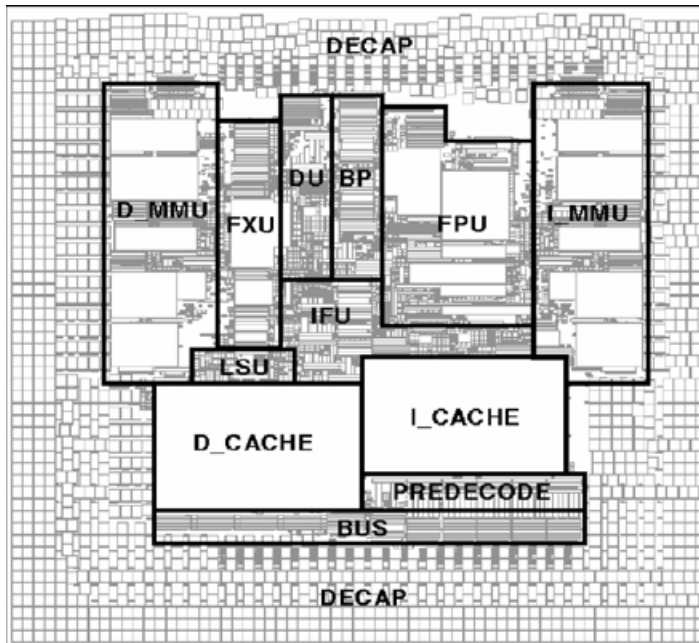 DECAP
DU BP
D_MMU FXU FPU I_MMU
IFU
LSU
D_CACHE I_CACHE
PREDECODE
BUS
DECAP